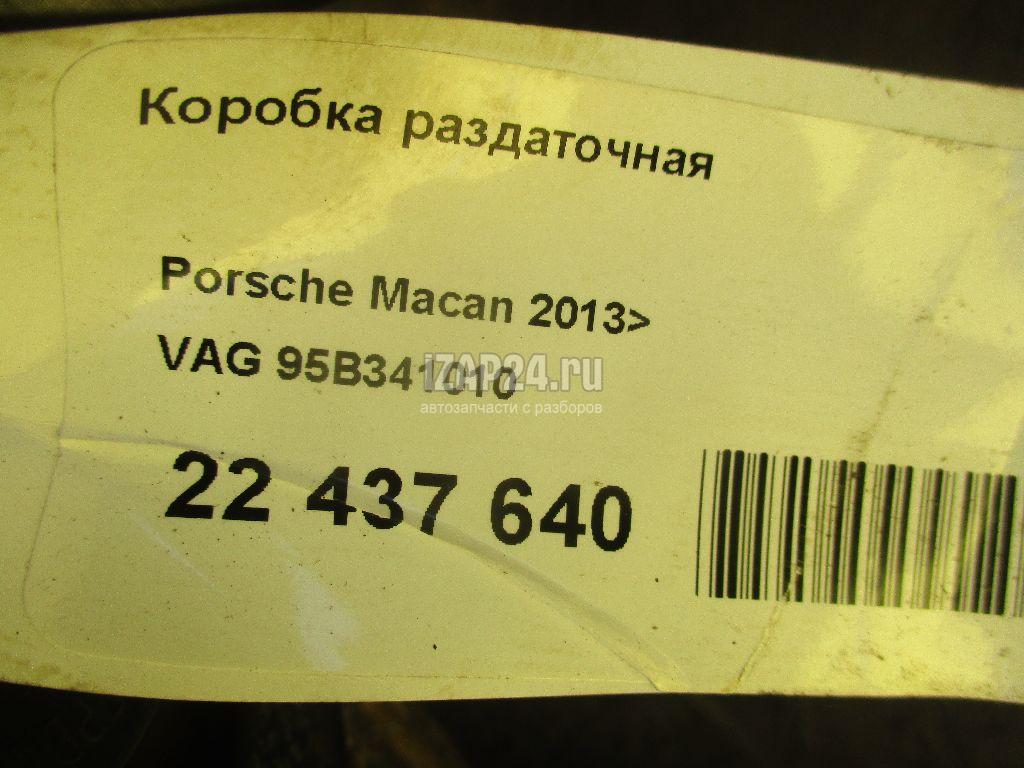 Коробка раздаточная
Porsche Macan 2013>
VAG 95B341010
iZAP24.ru
автозапчасти с разборов
22 437 640